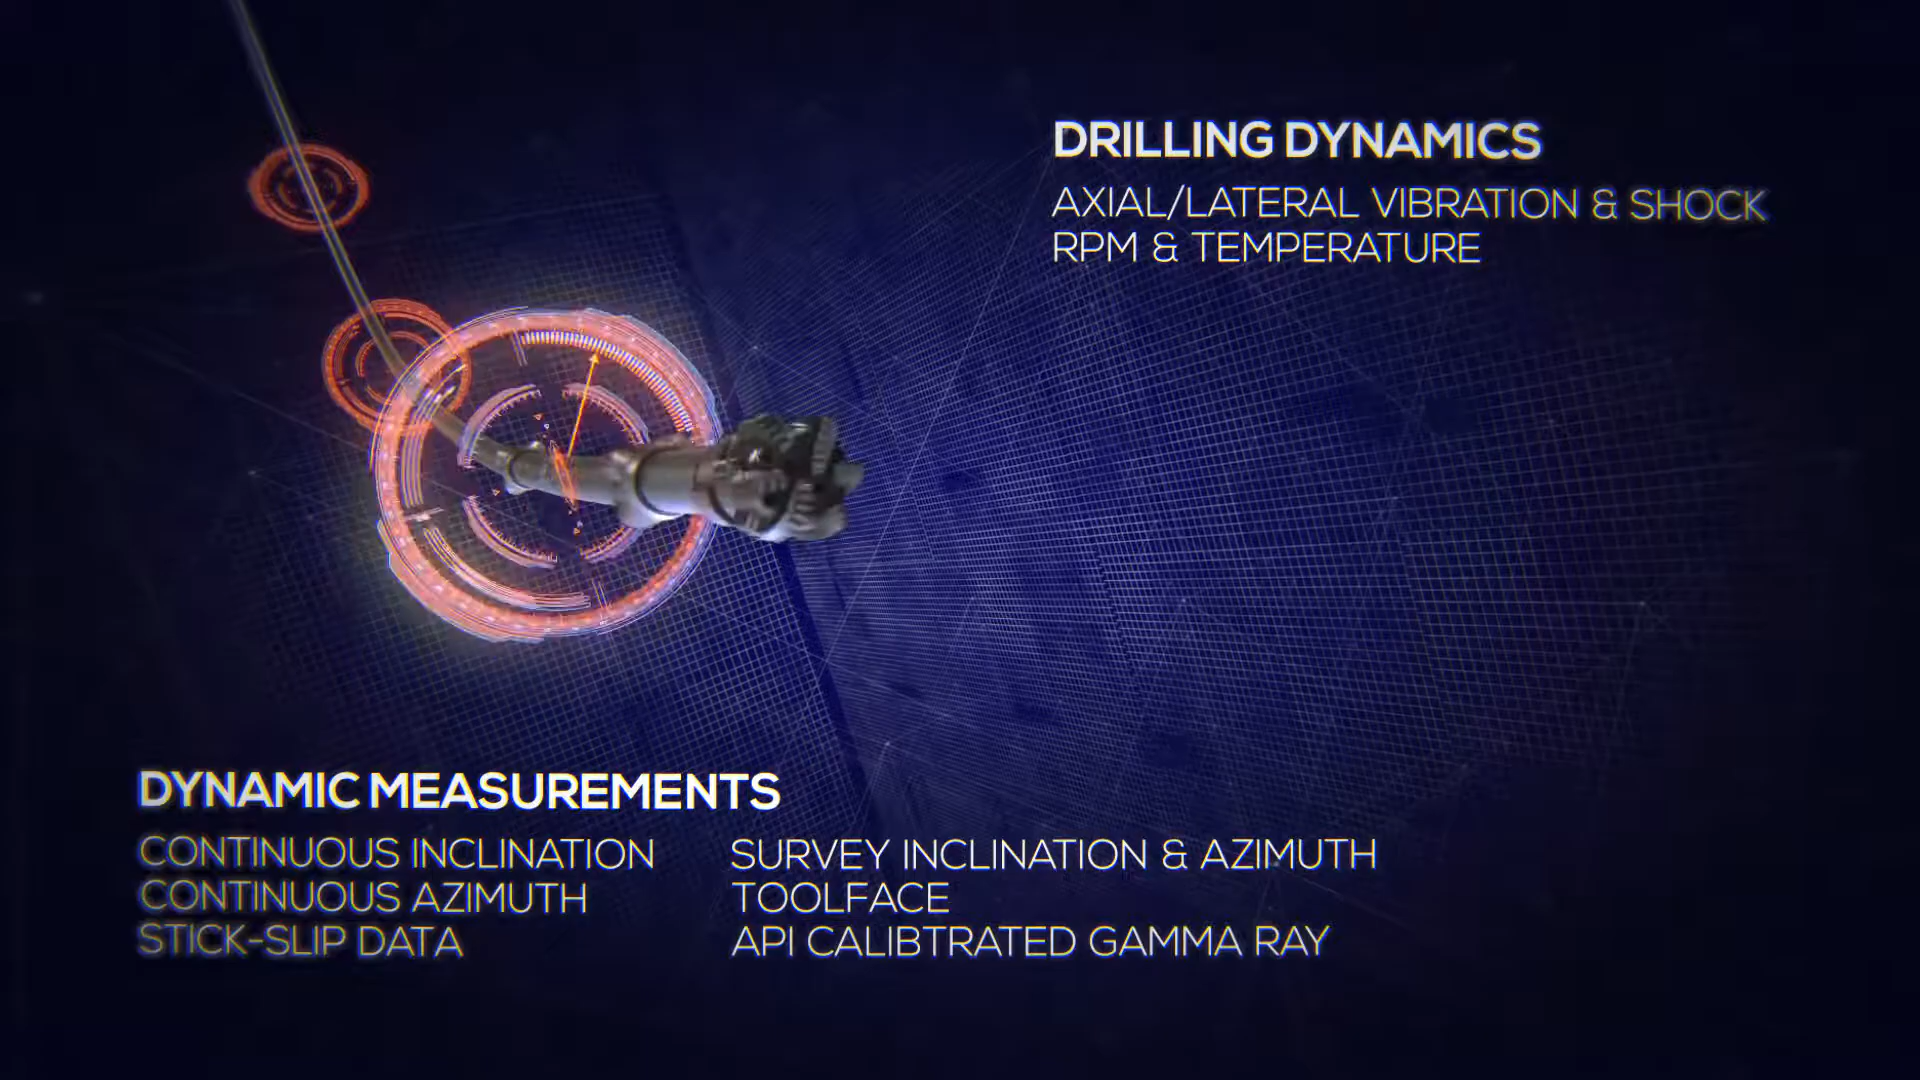 DRILLING DYNAMICS
AXIAL/LATERAL VIBRATION & SHOCK
RPM & TEMPERATURE
DYNAMIC MEASUREMENTS
CONTINUOUS INCLINATION
CONTINUOUS AZIMUTH
STICK-SLIP DATA
SURVEY INCLINATION & AZIMUTH
TOOLFACE
API CALIBTRATED GAMMA RAY